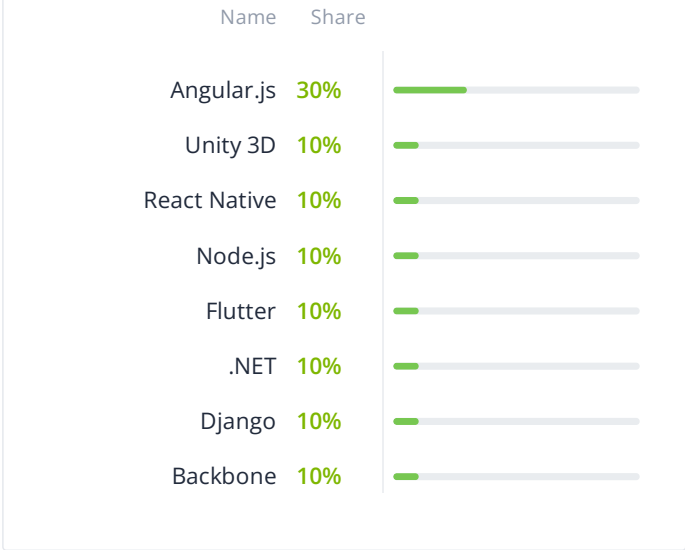 Name Share
Angular.js 30%
Unity 3D 10%
React Native 10%
Node.js 10%
Flutter 10%
.NET 10%
Django 10%
Backbone 10%